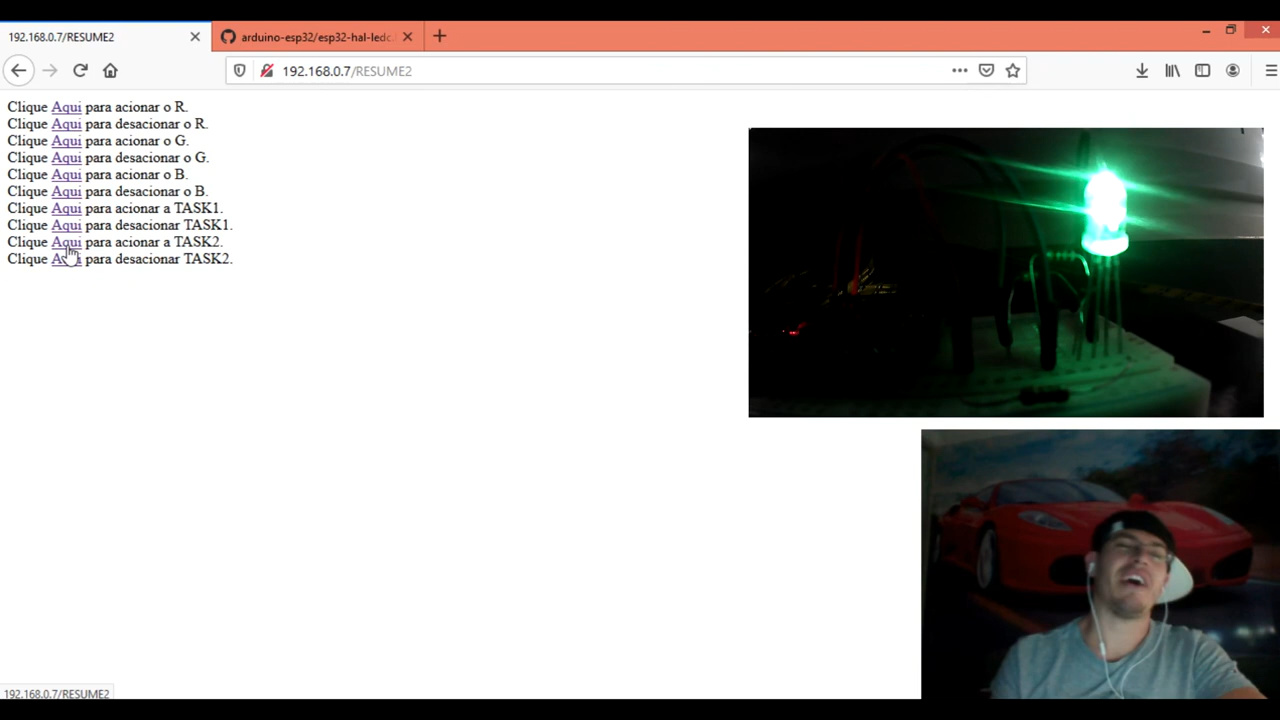 192.168.0.7/RESUME2
arduino-esp32/esp32-hal-ledc.
192.168.0.7/RESUME2
Clique Aqui para acionar o R.
Clique Aqui para desacionar o R.
Clique Aqui para acionar o G.
Clique Aqui para desacionar o G.
Clique Aqui para acionar o B.
Clique Aqui para desacionar o B.
Clique Aqui para acionar a TASK1.
Clique Aqui para desacionar TASK1.
Clique Aqui para acionar a TASK2.
Clique Aqui para desacionar TASK2.
192.168.0.7/RESUME2